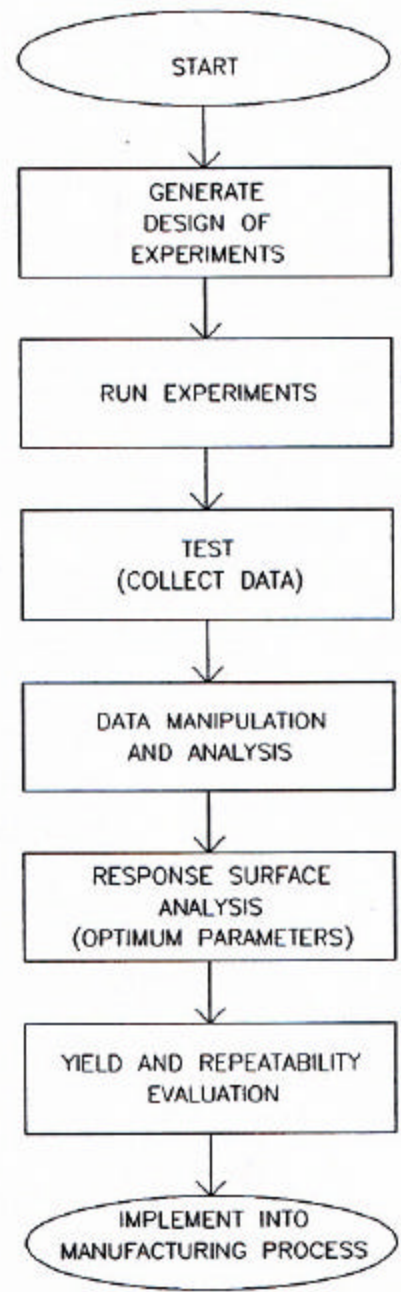 START
GENERATE
DESIGN OF
EXPERIMENTS
RUN EXPERIMENTS
TEST
(COLLECT DATA)
DATA MANIPULATION
AND ANALYSIS
RESPONSE SURFACE
ANALYSIS
(OPTIMUM PARAMETERS)
YIELD AND REPEATABILITY
EVALUATION
IMPLEMENT INTO
MANUFACTURING PROCESS